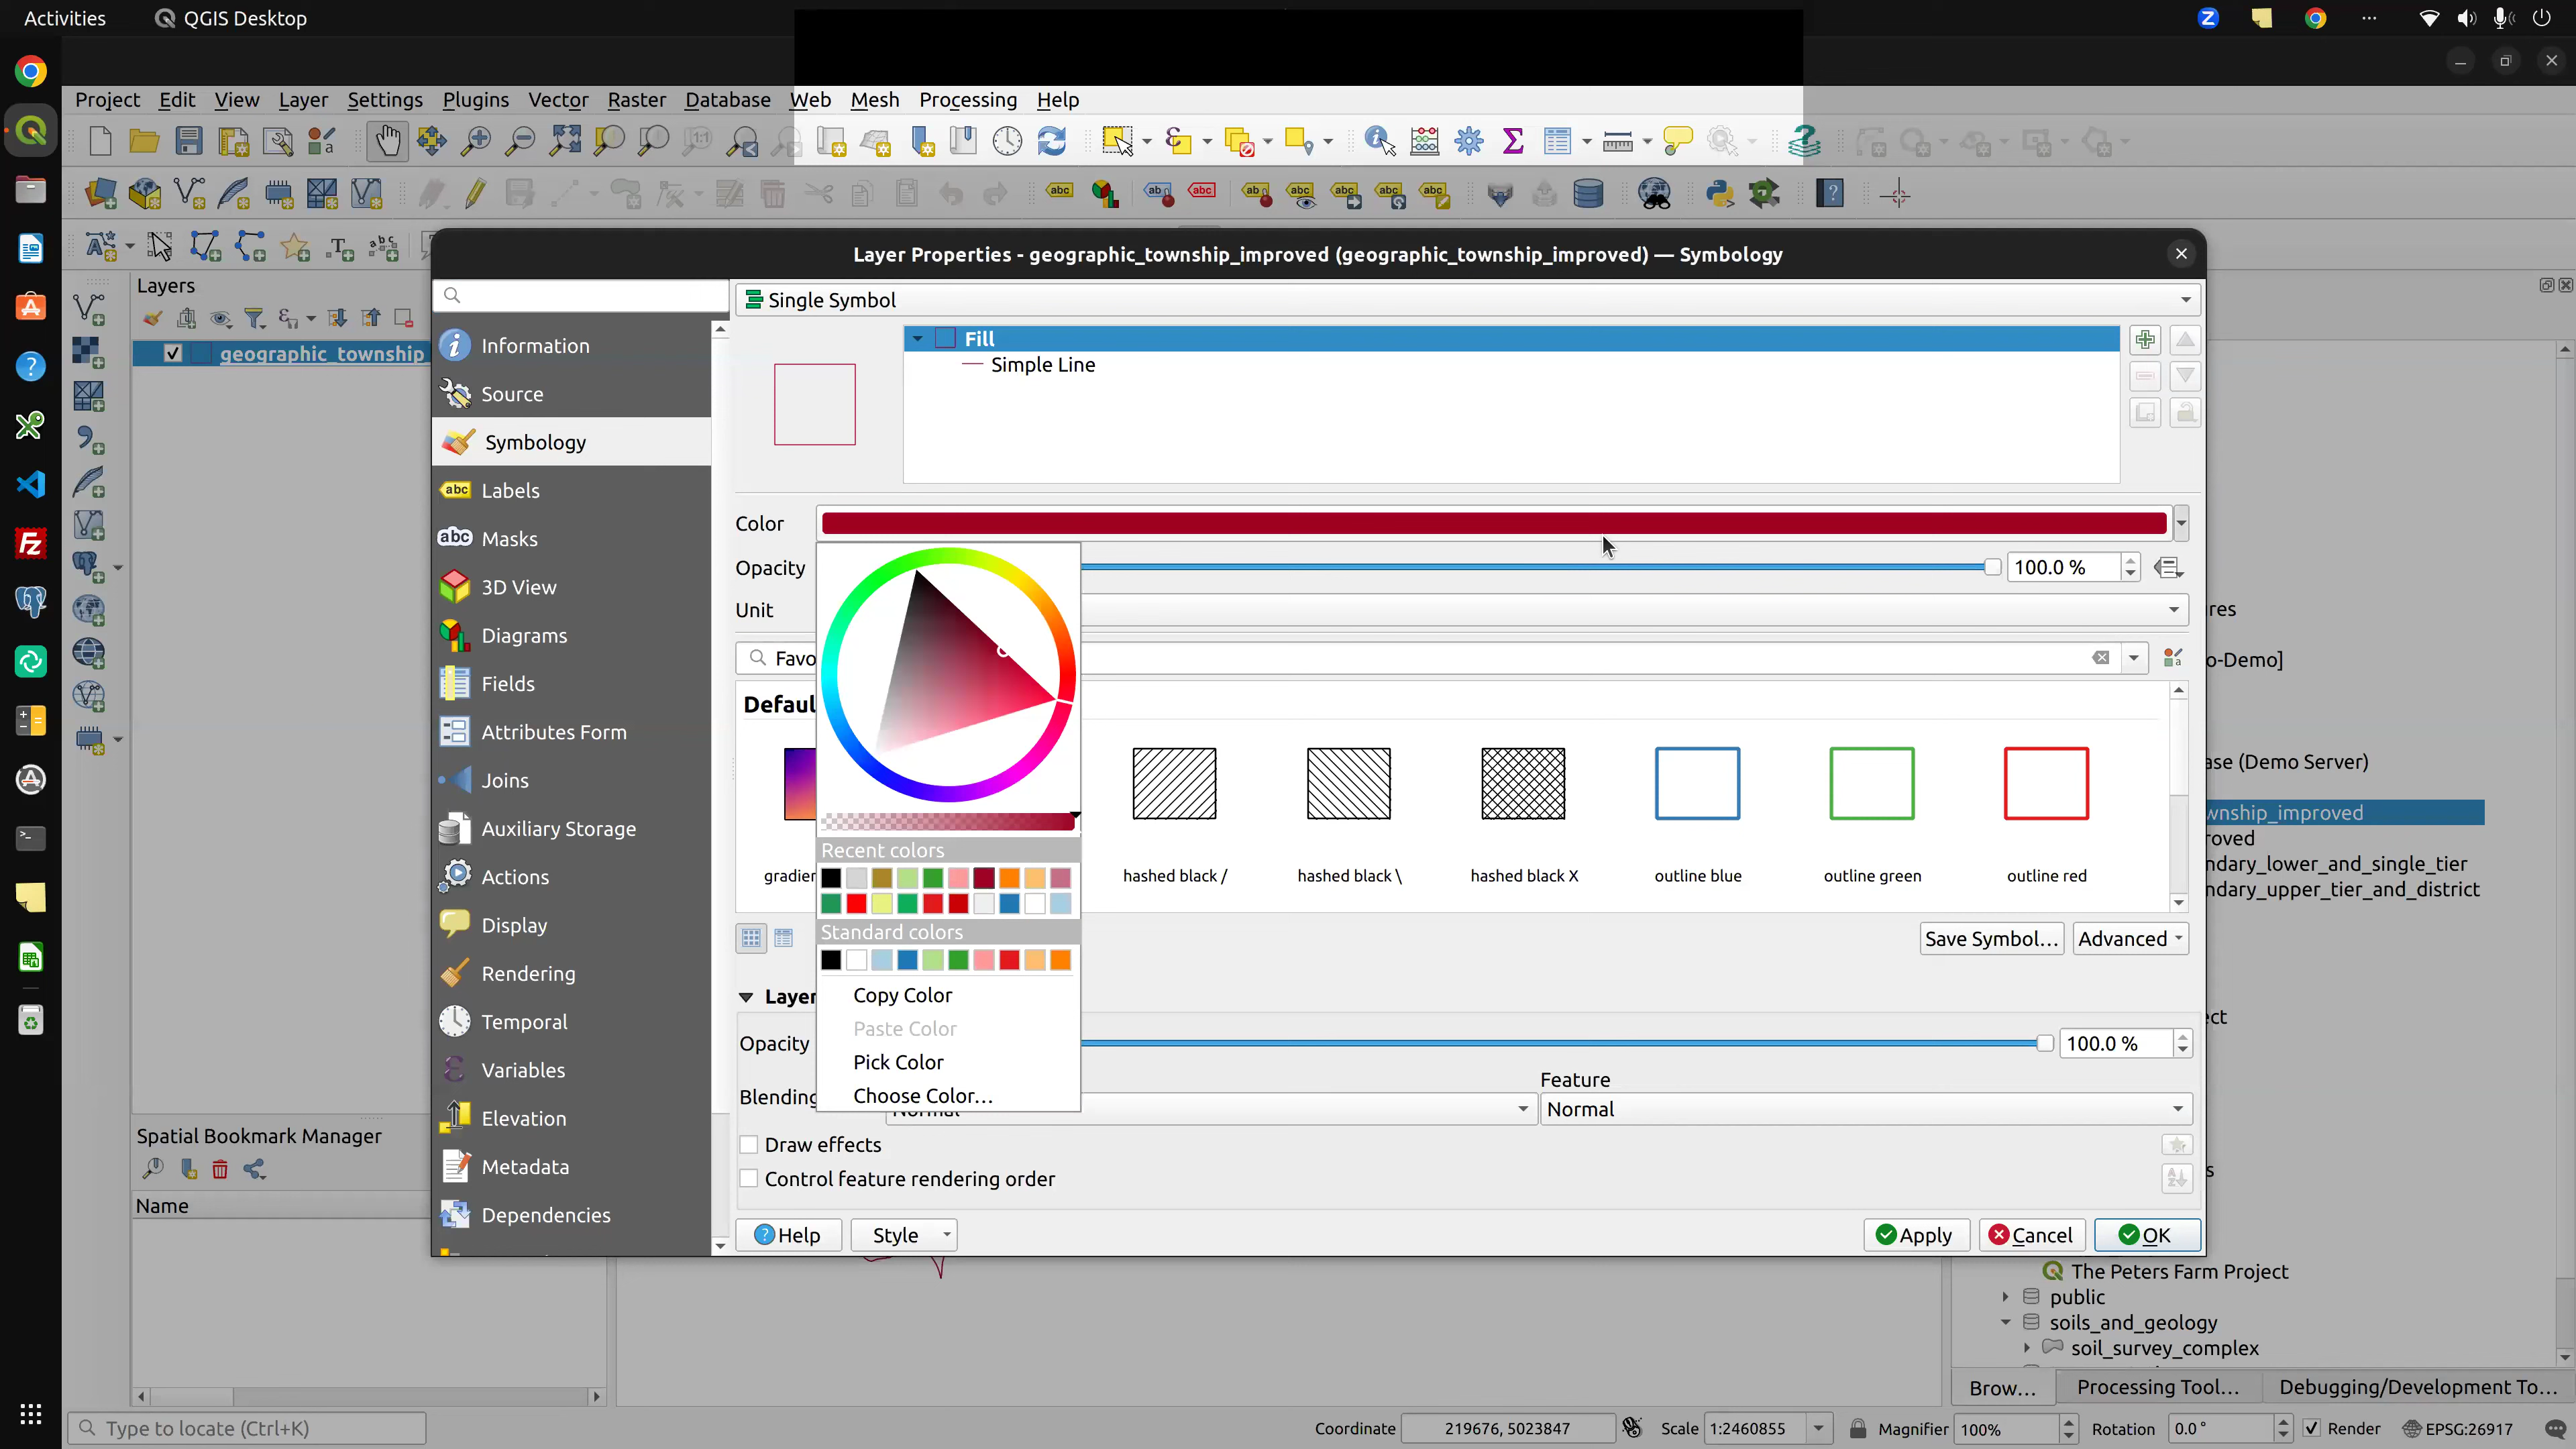 Activities
QGIS Desktop
Project Edit View Layer Settings Plugins Vector Raster Database Web Mesh Processing Help
Layer Properties - geographic_township_improved (geographic_township_improved) — Symbology
Layers
geographic_township
Information
Source
Symbology
Labels
Masks
3D View
Diagrams
Fields
Attributes Form
Joins
Auxiliary Storage
Actions
Display
Rendering
Temporal
Variables
Elevation
Metadata
Dependencies
Single Symbol
Fill
Simple Line
Color
Opacity
100.0 %
Unit
Favo
Defaul
gradien
hashed black /
hashed black \
hashed black X
outline blue
outline green
outline red
Recent colors
Standard colors
Copy Color
Paste Color
Pick Color
Choose Color…
Save Symbol…
Advanced
Layer
Opacity
100.0 %
Blending
Normal
Feature
Normal
Draw effects
Control feature rendering order
Help
Style
Apply
Cancel
OK
Spatial Bookmark Manager
Name
res
o-Demo]
ase (Demo Server)
wnship_improved
roved
ndary_lower_and_single_tier
ndary_upper_tier_and_district
ect
s
The Peters Farm Project
public
soils_and_geology
soil_survey_complex
Brow…
Processing Tool…
Debugging/Development To…
Type to locate (Ctrl+K)
Coordinate
219676, 5023847
Scale
1:2460855
Magnifier
100%
Rotation
0.0 °
Render
EPSG:26917